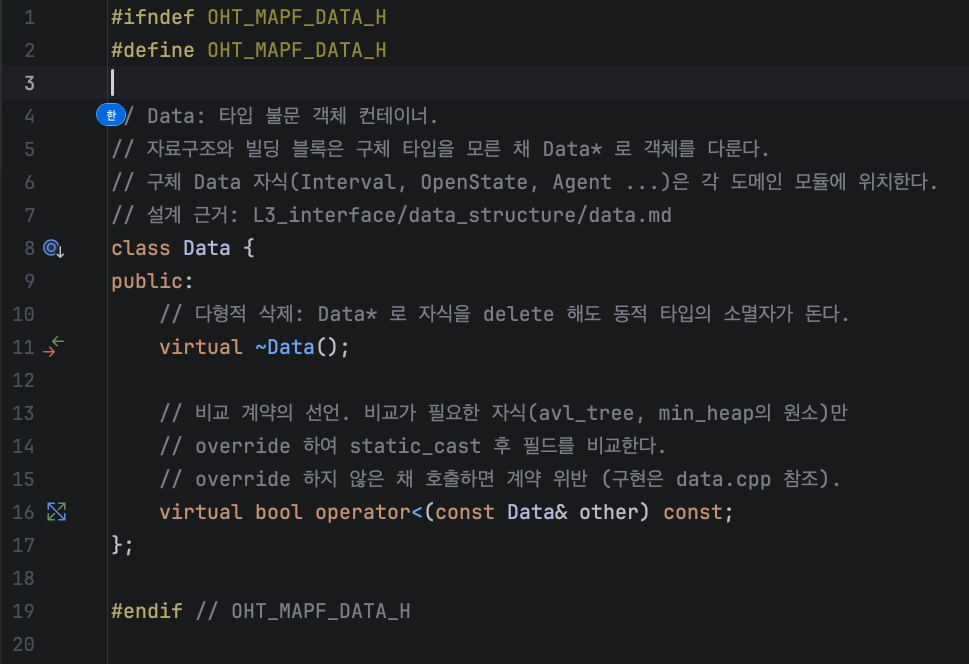 1 #ifndef OHT_MAPF_DATA_H
2 #define OHT_MAPF_DATA_H
3
4 한 / Data: 타입 불문 객체 컨테이너.
5 // 자료구조와 빌딩 블록은 구체 타입을 모른 채 Data* 로 객체를 다룬다.
6 // 구체 Data 자식(Interval, OpenState, Agent ...)은 각 도메인 모듈에 위치한다.
7 // 설계 근거: L3_interface/data_structure/data.md
8 class Data {
9 public:
10 // 다형적 삭제: Data* 로 자식을 delete 해도 동적 타입의 소멸자가 돈다.
11 virtual ~Data();
12
13 // 비교 계약의 선언. 비교가 필요한 자식(avl_tree, min_heap의 원소)만
14 // override 하여 static_cast 후 필드를 비교한다.
15 // override 하지 않은 채 호출하면 계약 위반 (구현은 data.cpp 참조).
16 virtual bool operator<(const Data& other) const;
17 };
18
19 #endif // OHT_MAPF_DATA_H
20